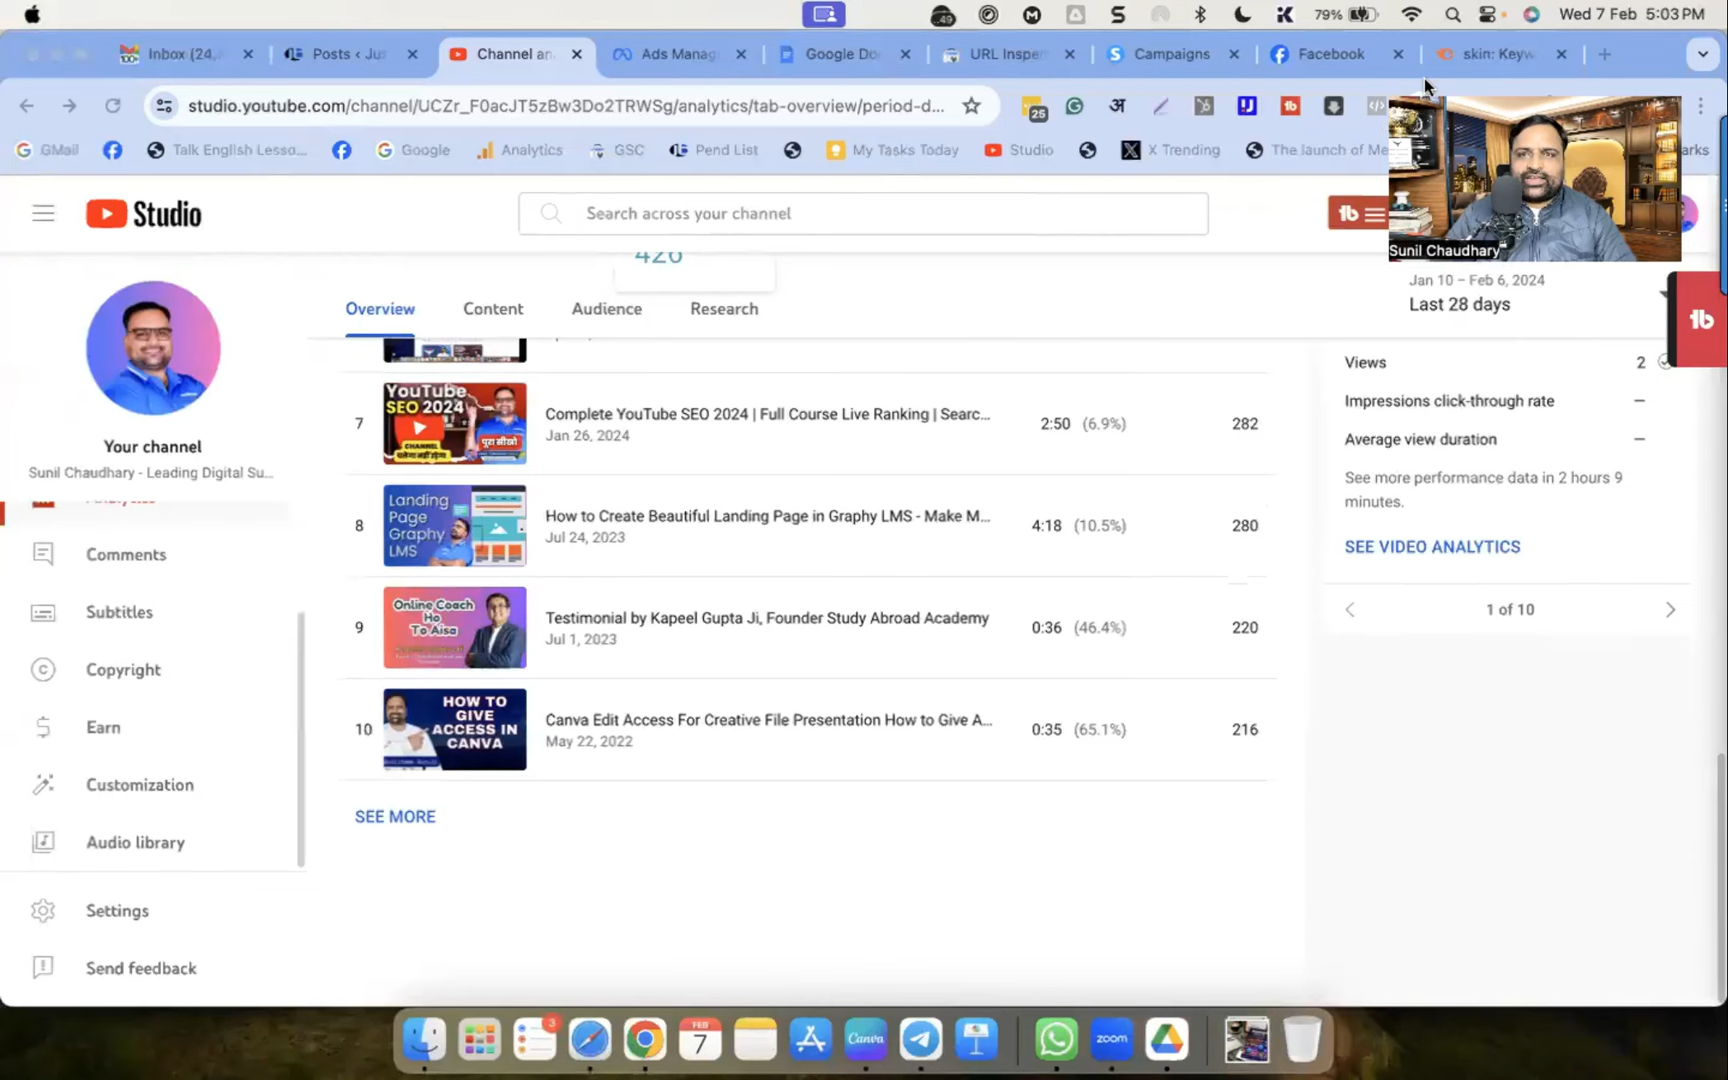 .49
79%
Wed 7 Feb 5:03 PM
Inbox (24,
Posts ‹ Jus
Channel an
Ads Manag
Google Do
URL Inspe
Campaigns
Facebook
skin: Keyw
studio.youtube.com/channel/UCZr_F0acJT5zBw3Do2TRWSg/analytics/tab-overview/period-d...
25
अ
GMail
Talk English Lesso...
Google
Analytics
GSC
Pend List
My Tasks Today
Studio
X Trending
The launch of Me
arks
Studio
Search across your channel
Sunil Chaudhary
426
Jan 10 – Feb 6, 2024
Last 28 days
Overview
Content
Audience
Research
Your channel
Sunil Chaudhary - Leading Digital Su...
Comments
Subtitles
Copyright
Earn
Customization
Audio library
Settings
Send feedback
7
YouTube
SEO 2024
पूरा सीखो
Complete YouTube SEO 2024 | Full Course Live Ranking | Searc...
Jan 26, 2024
2:50 (6.9%)
282
8
Landing
Page
Graphy
LMS
How to Create Beautiful Landing Page in Graphy LMS - Make M...
Jul 24, 2023
4:18 (10.5%)
280
9
Online Coach
Ho
To Aisa
Testimonial by Kapeel Gupta Ji, Founder Study Abroad Academy
Jul 1, 2023
0:36 (46.4%)
220
10
HOW TO
GIVE
ACCESS IN
CANVA
Canva Edit Access For Creative File Presentation How to Give A...
May 22, 2022
0:35 (65.1%)
216
SEE MORE
Views
2
Impressions click-through rate
—
Average view duration
—
See more performance data in 2 hours 9
minutes.
SEE VIDEO ANALYTICS
1 of 10
3
FEB
7
Canva
zoom